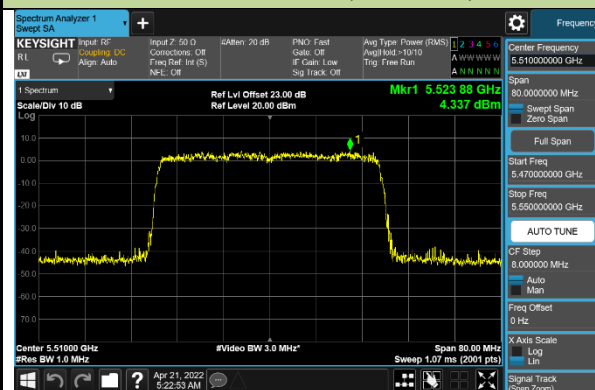 Spectrum Analyzer 1
Swept SA
Frequency
KEYSIGHT
RL
LXI
Input: RF
Coupling: DC
Align: Auto
Input Z: 50 Ω
Corrections: Off
Freq Ref: Int (S)
NFE: Off
#Atten: 20 dB
PNO: Fast
Gate: Off
IF Gain: Low
Sig Track: Off
Avg Type: Power (RMS)
Avg|Hold:>10/10
Trig: Free Run
1 2 3 4 5 6
A W W W W W
A N N N N N
1 Spectrum
Scale/Div 10 dB
Log
Ref Lvl Offset 23.00 dB
Ref Level 20.00 dBm
Mkr1 5.523 88 GHz
4.337 dBm
1
10.0
0.00
-10.0
-20.0
-30.0
-40.0
-50.0
-60.0
-70.0
Center 5.51000 GHz
#Res BW 1.0 MHz
#Video BW 3.0 MHz*
Span 80.00 MHz
Sweep 1.07 ms (2001 pts)
Apr 21, 2022
5:22:53 AM
Center Frequency
5.510000000 GHz
Span
80.0000000 MHz
Swept Span
Zero Span
Full Span
Start Freq
5.470000000 GHz
Stop Freq
5.550000000 GHz
AUTO TUNE
CF Step
8.000000 MHz
Auto
Man
Freq Offset
0 Hz
X Axis Scale
Log
Lin
Signal Track
(Span Zoom)